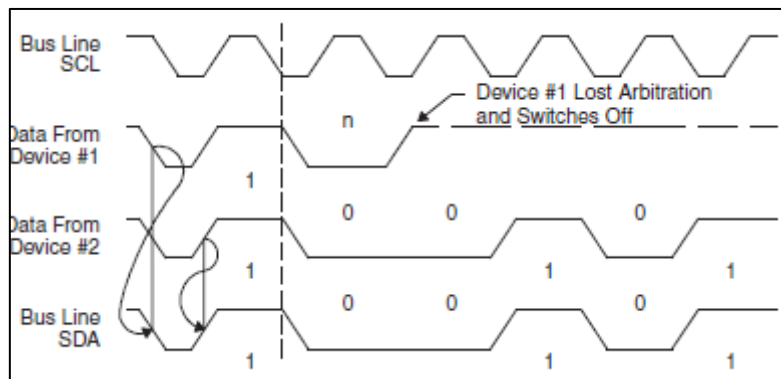 Bus Line
SCL
Device #1 Lost Arbitration
and Switches Off
n
Data From
Device #1
1
0 0 0
Data From
Device #2
1 1 1
0 0 0
Bus Line
SDA
1 1 1